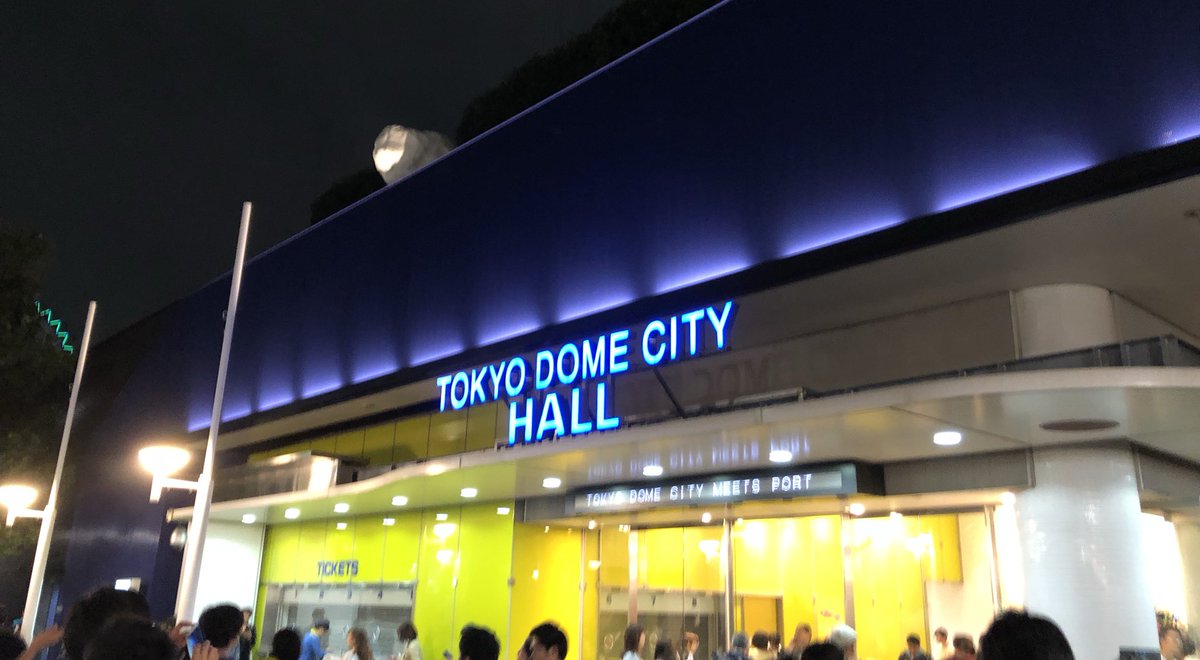 TOKYO DOME CITY
HALL
TOKYO DOME CITY MEETS PORT
TICKETS